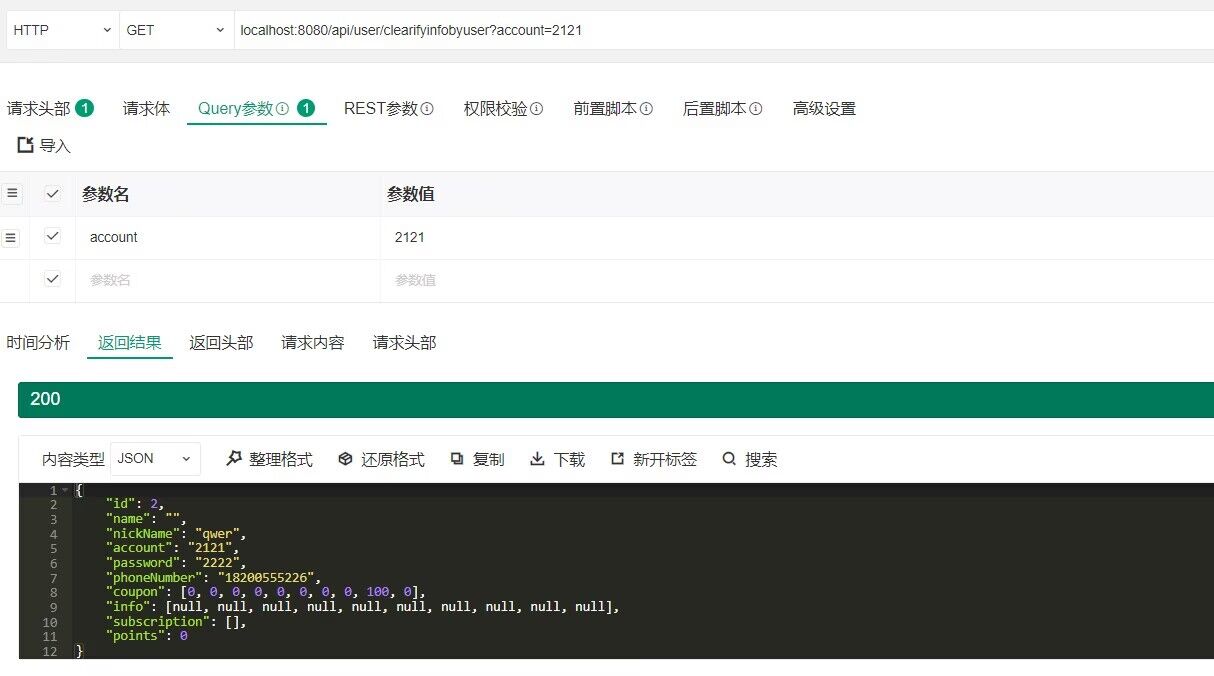 HTTP GET localhost:8080/api/user/clearifyinfobyuser?account=2121
请求头部 1 请求体 Query参数 1 REST参数 权限校验 前置脚本 后置脚本 高级设置
导入
参数名 参数值
account 2121
参数名 参数值
时间分析 返回结果 返回头部 请求内容 请求头部
200
内容类型 JSON 整理格式 还原格式 复制 下载 新开标签 搜索
1 {
2 "id": 2,
3 "name": "",
4 "nickName": "qwer",
5 "account": "2121",
6 "password": "2222",
7 "phoneNumber": "18200555226",
8 "coupon": [0, 0, 0, 0, 0, 0, 0, 0, 100, 0],
9 "info": [null, null, null, null, null, null, null, null, null, null],
10 "subscription": [],
11 "points": 0
12 }